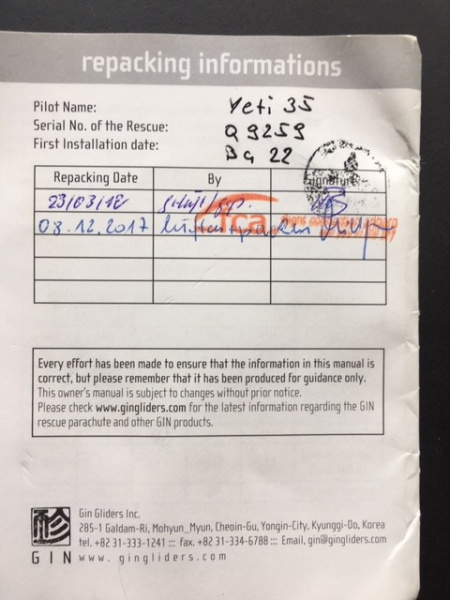 repacking informations
Pilot Name: Yeti 35
Serial No. of the Rescue: Q 9259
First Installation date: Da 22
Repacking Date By Signature
23/03/12
03.12.2017
Every effort has been made to ensure that the information in this manual is
correct, but please remember that it has been produced for guidance only.
This owner's manual is subject to changes without prior notice.
Please check www.gingliders.com for the latest information regarding the GIN
rescue parachute and other GIN products.
Gin Gliders Inc.
285-1 Galdam-Ri, Mohyun_Myun, Cheoin-Gu, Yongin-City, Kyunggi-Do, Korea
tel. +82 31-333-1241 ::: fax. +82 31-334-6788 ::: Email, gin@gingliders.com
GIN www. gingliders.com